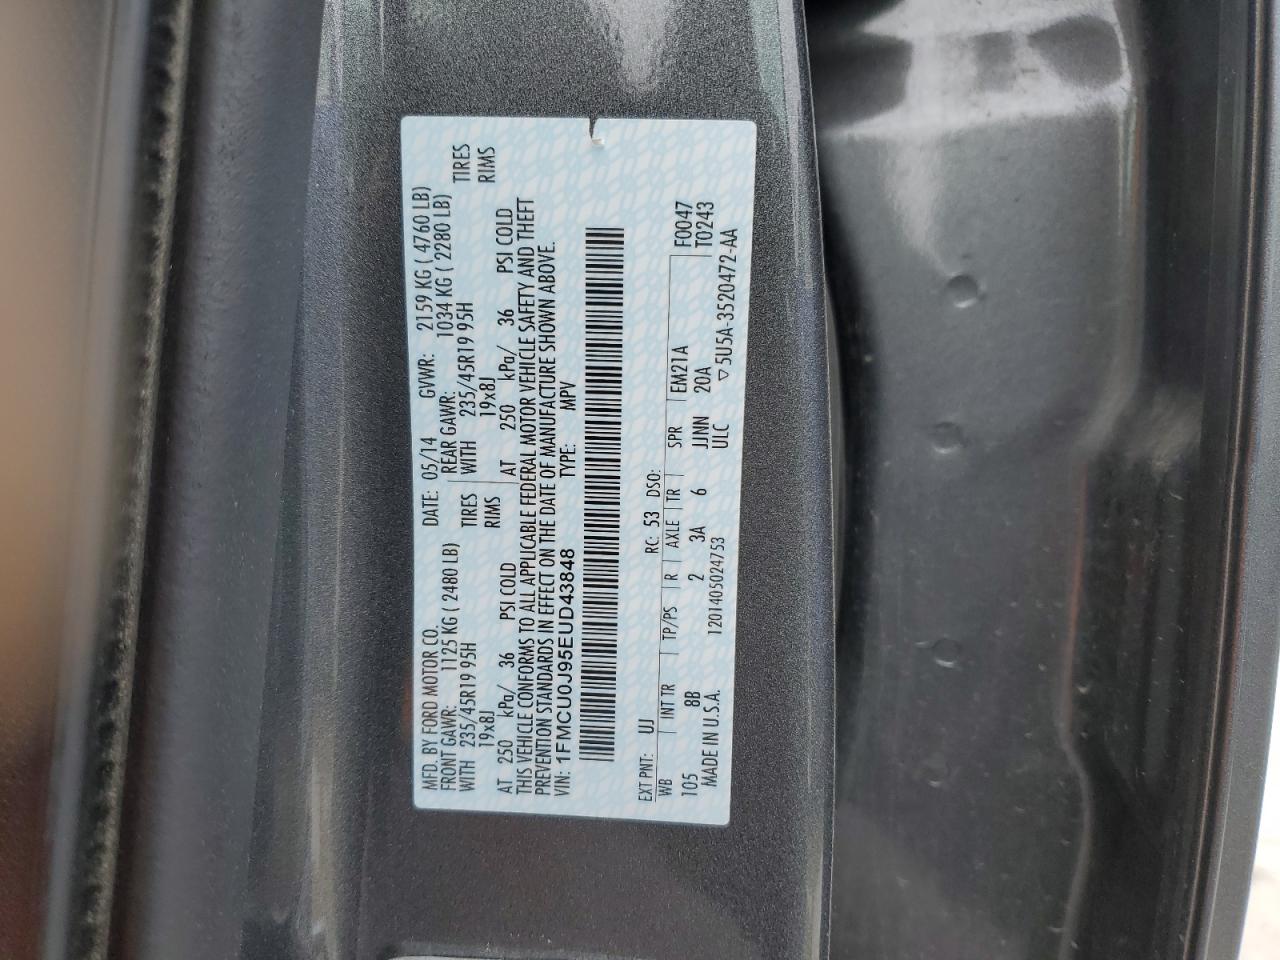 MFD. BY FORD MOTOR CO. DATE: 05/14 GVWR: 2159 KG ( 4760 LB)
FRONT GAWR: 1125 KG ( 2480 LB) REAR GAWR: 1034 KG ( 2280 LB)
WITH 235/45R19 95H TIRES WITH 235/45R19 95H TIRES
19x8J RIMS 19x8J RIMS
AT 250 kPa/ 36 PSI COLD AT 250 kPa/ 36 PSI COLD
THIS VEHICLE CONFORMS TO ALL APPLICABLE FEDERAL MOTOR VEHICLE SAFETY AND THEFT
PREVENTION STANDARDS IN EFFECT ON THE DATE OF MANUFACTURE SHOWN ABOVE.
VIN: 1FMCU0J95EUD43848 TYPE: MPV
EXT PNT: UJ RC: 53 DSO: F0047
WB INT TR TP/PS R AXLE TR SPR EM21A T0243
105 8B 2 3A 6 JJNN 20A
MADE IN U.S.A. 1201405024753 ULC ▽5U5A-3520472-AA